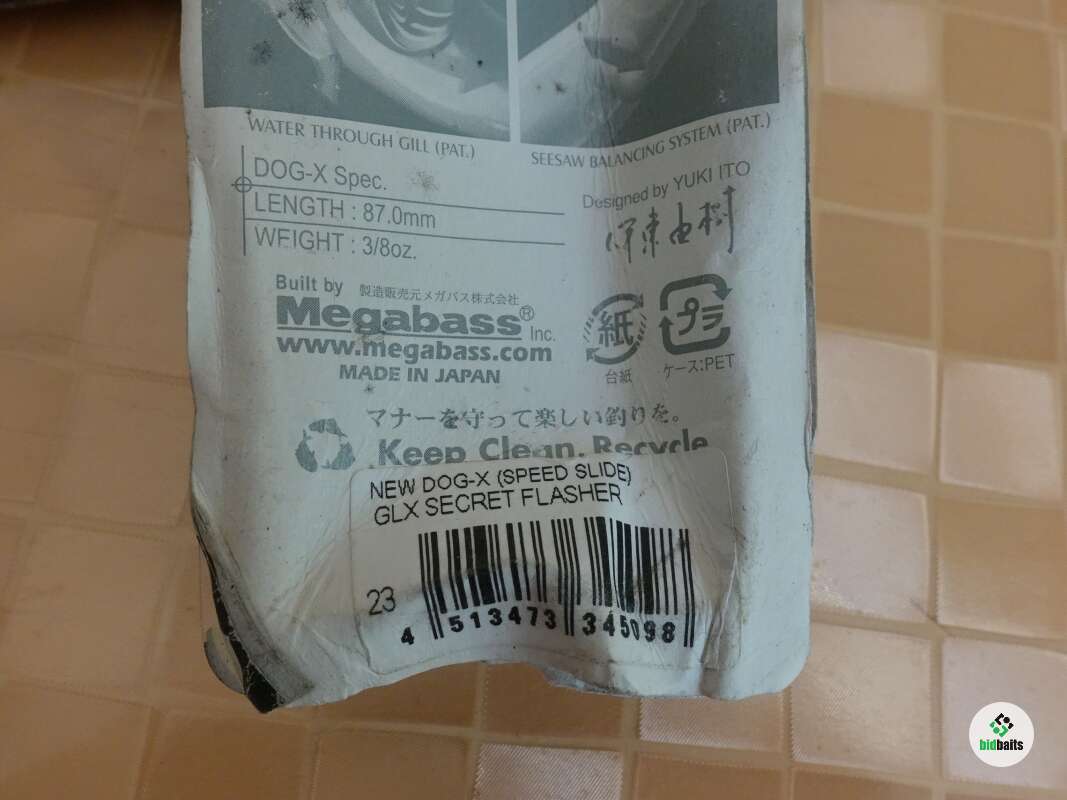 WATER THROUGH GILL (PAT.)
SEESAW BALANCING SYSTEM (PAT.)
DOG-X Spec.
LENGTH : 87.0mm
WEIGHT : 3/8oz.
Designed by YUKI ITO
伊東由樹
Built by 製造販売元メガバス株式会社
Megabass® Inc.
www.megabass.com
MADE IN JAPAN
紙
台紙
プラ
ケース:PET
マナーを守って楽しい釣りを。
Keep Clean. Recycle
NEW DOG-X (SPEED SLIDE)
GLX SECRET FLASHER
23
4 513473 345098
bidbaits